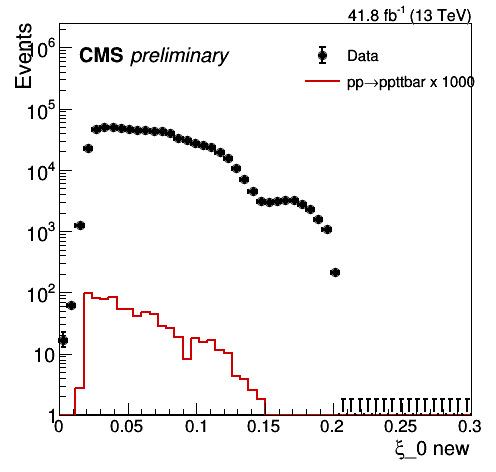 41.8 fb⁻¹ (13 TeV)
Events
CMS preliminary
Data
pp→ppttbar x 1000
10⁶
10⁵
10⁴
10³
10²
10
1
0 0.05 0.1 0.15 0.2 0.25 0.3
ξ_0 new